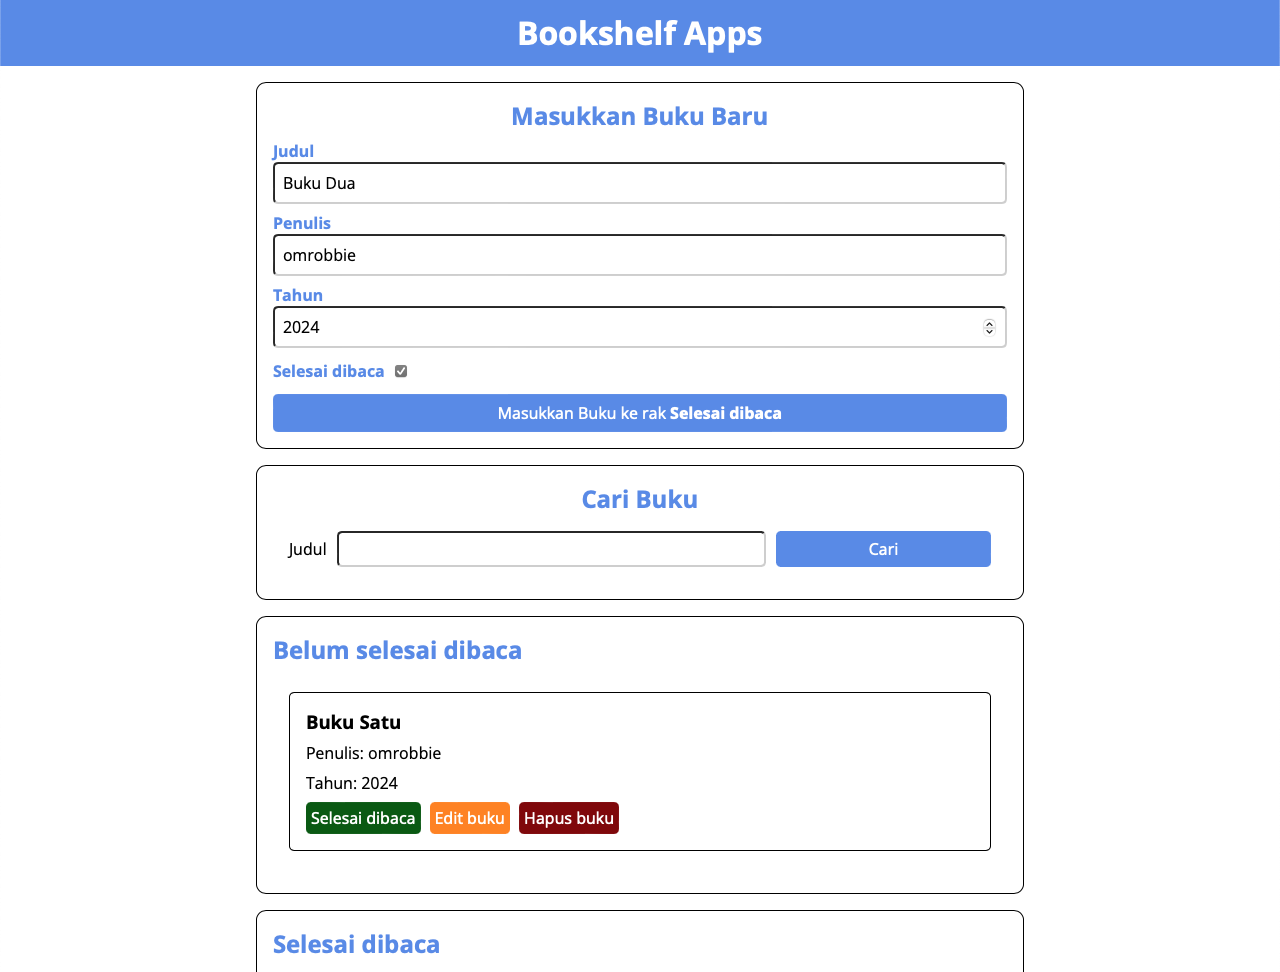 Bookshelf Apps
Masukkan Buku Baru
Judul
Buku Dua
Penulis
omrobbie
Tahun
2024
Selesai dibaca
Masukkan Buku ke rak Selesai dibaca
Cari Buku
Judul Cari
Belum selesai dibaca
Buku Satu
Penulis: omrobbie
Tahun: 2024
Selesai dibaca Edit buku Hapus buku
Selesai dibaca